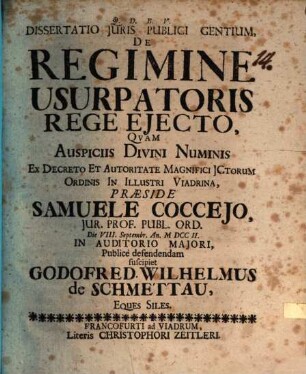 Q. D. B. V.
DISSERTATIO JURIS PUBLICI GENTIUM,
DE
REGIMINE
USURPATORIS
REGE EJECTO,
QVAM
AUSPICIIS DIVINI NUMINIS
EX DECRETO ET AUTORITATE MAGNIFICI JCTORUM
ORDINIS IN ILLUSTRI VIADRINA,
PRÆSIDE
SAMUELE COCCEJO,
JUR. PROF. PUBL. ORD.
Die VIII. Septembr. An. M DCC II.
IN AUDITORIO MAJORI,
Publicè defendendam
suscipiet
GODOFRED. WILHELMUS
de SCHMETTAU,
EQUES SILES.
FRANCOFURTI ad VIADRUM,
Literis CHRISTOPHORI ZEITLERI.